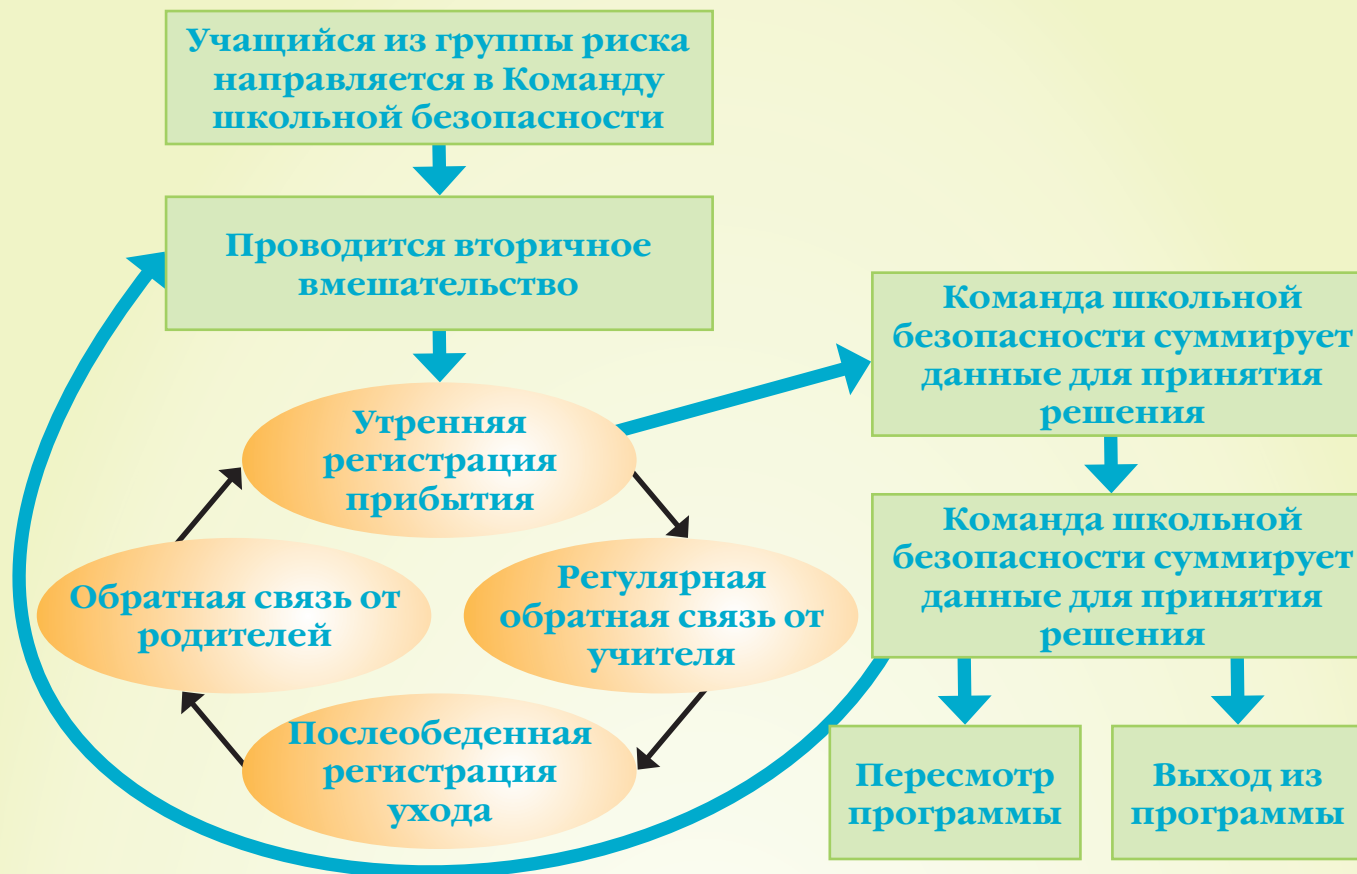 Учащийся из группы риска
направляется в Команду
школьной безопасности
Проводится вторичное
вмешательство
Утренняя
регистрация
прибытия
Регулярная
обратная связь от
учителя
Послеобеденная
регистрация
ухода
Обратная связь от
родителей
Команда школьной
безопасности суммирует
данные для принятия
решения
Команда школьной
безопасности суммирует
данные для принятия
решения
Пересмотр
программы
Выход из
программы